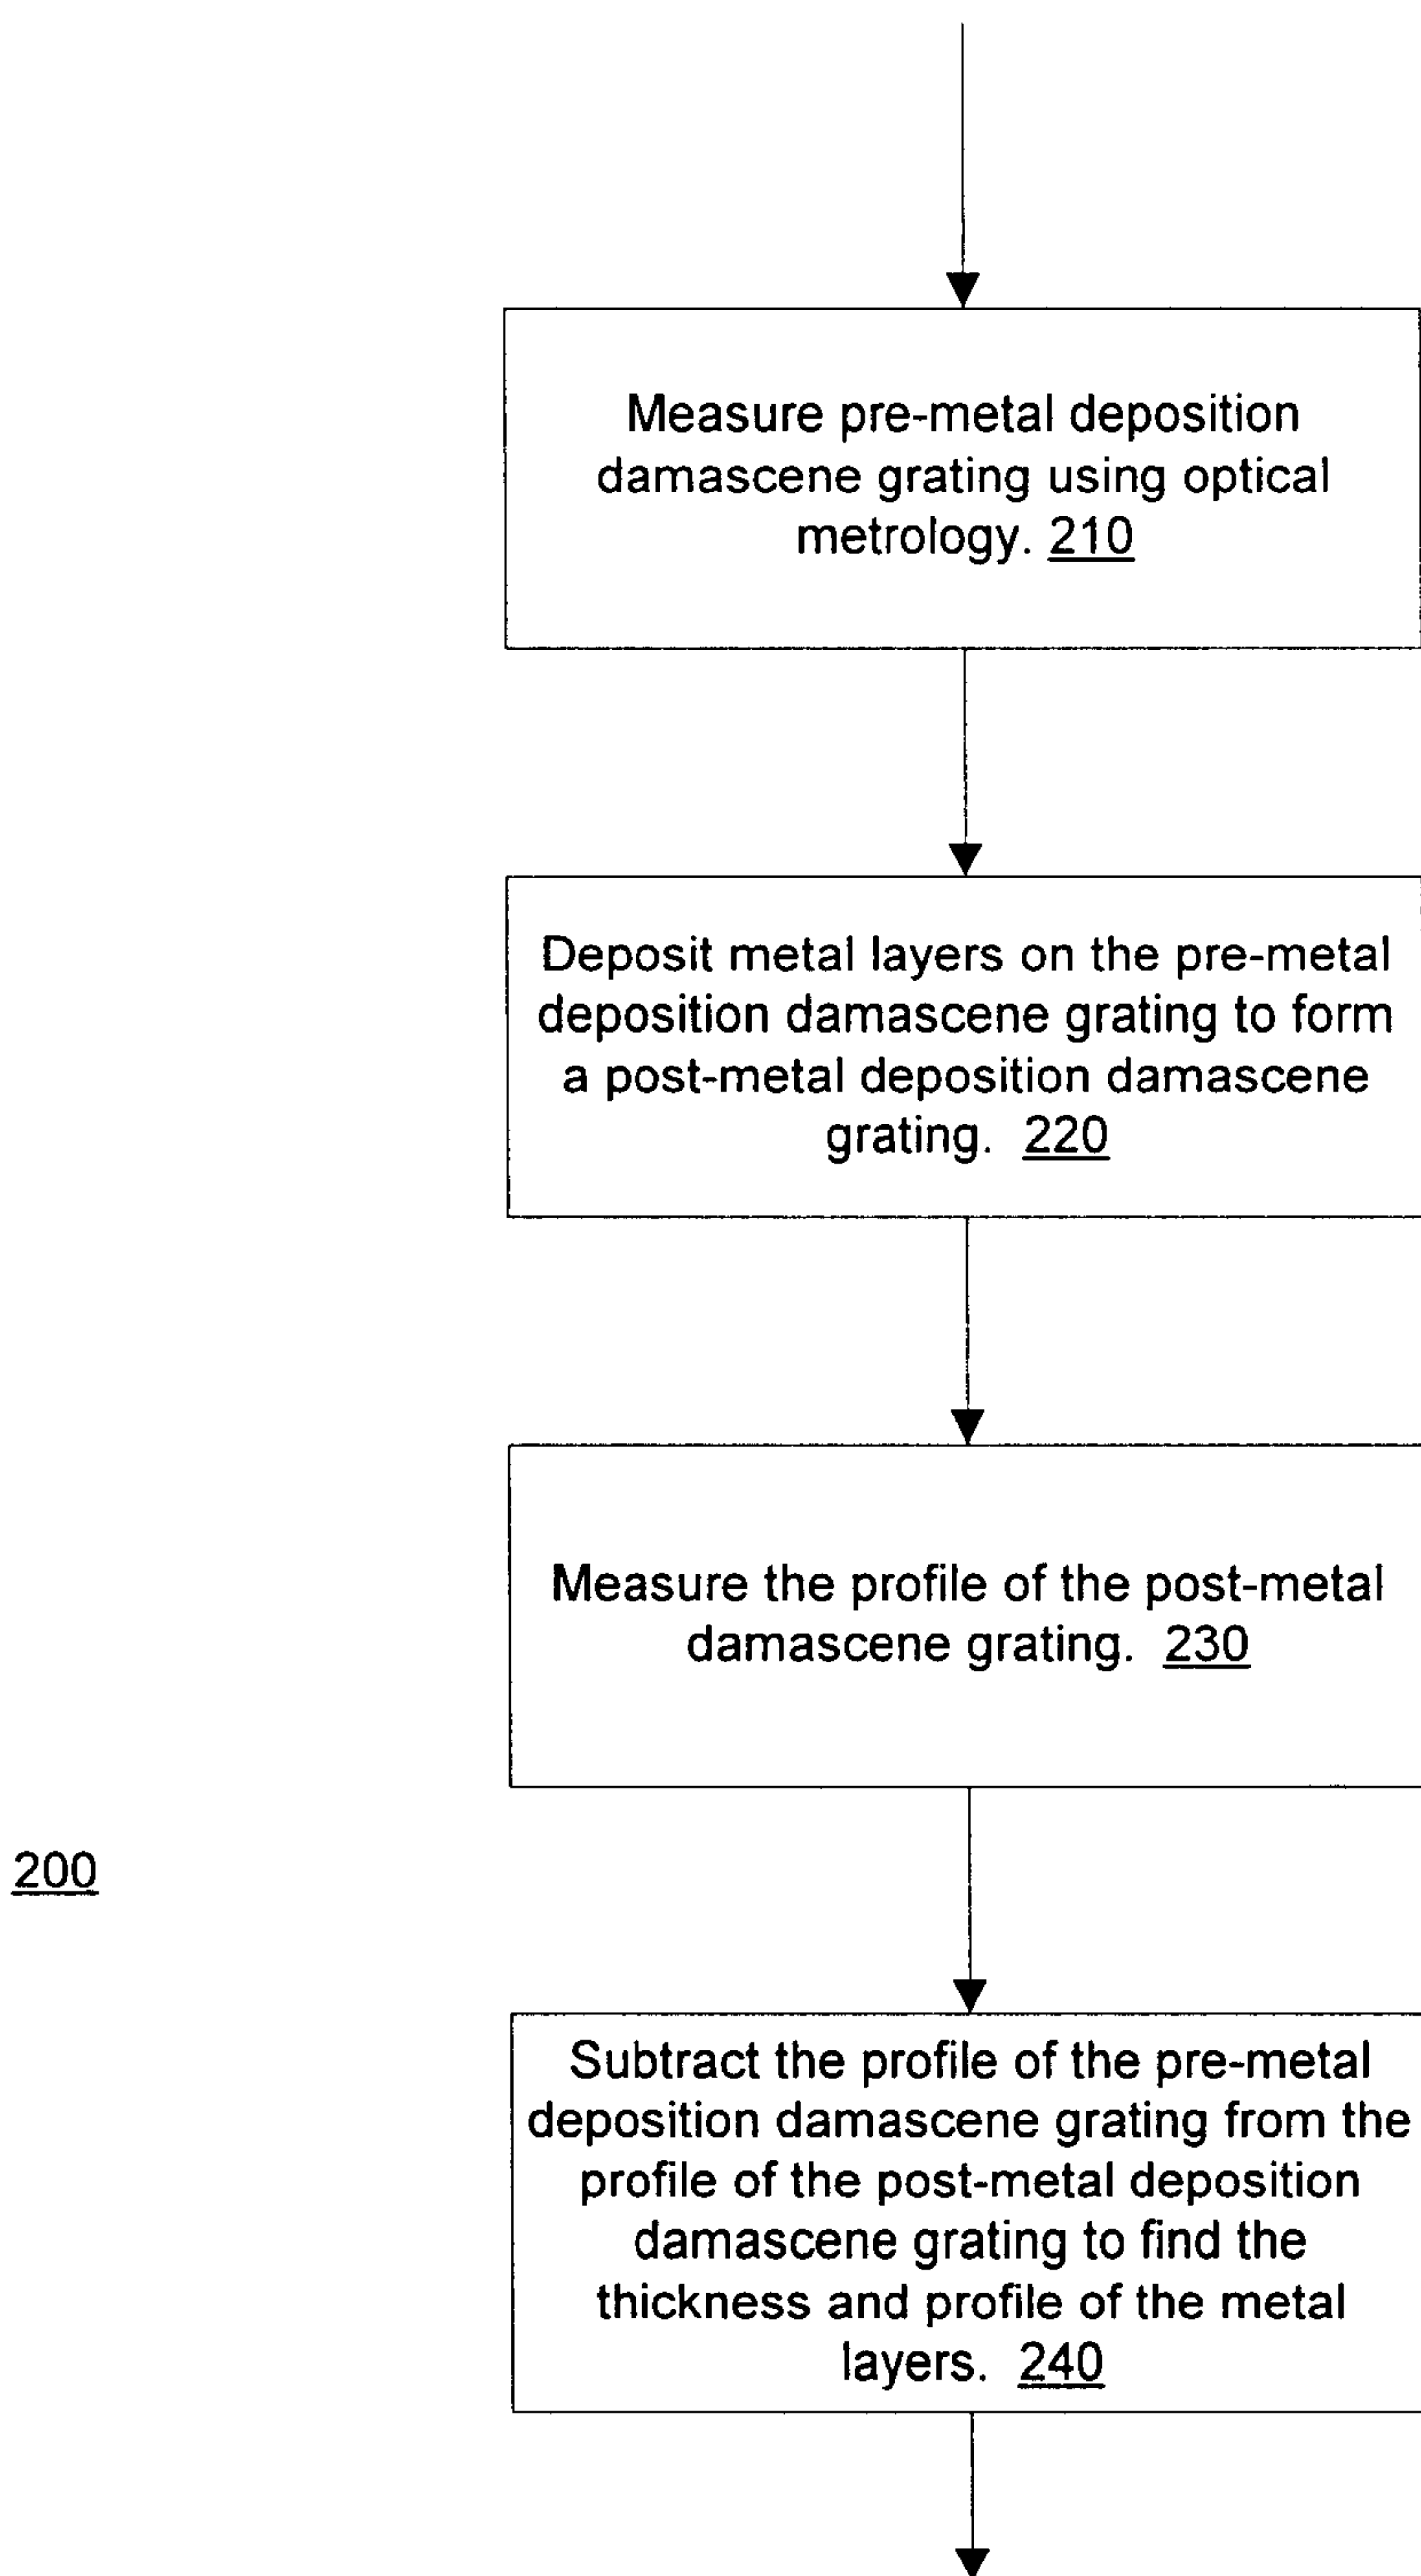 Measure pre-metal deposition
damascene grating using optical
metrology. 210
Deposit metal layers on the pre-metal
deposition damascene grating to form
a post-metal deposition damascene
grating. 220
Measure the profile of the post-metal
damascene grating. 230
200
Subtract the profile of the pre-metal
deposition damascene grating from the
profile of the post-metal deposition
damascene grating to find the
thickness and profile of the metal
layers. 240